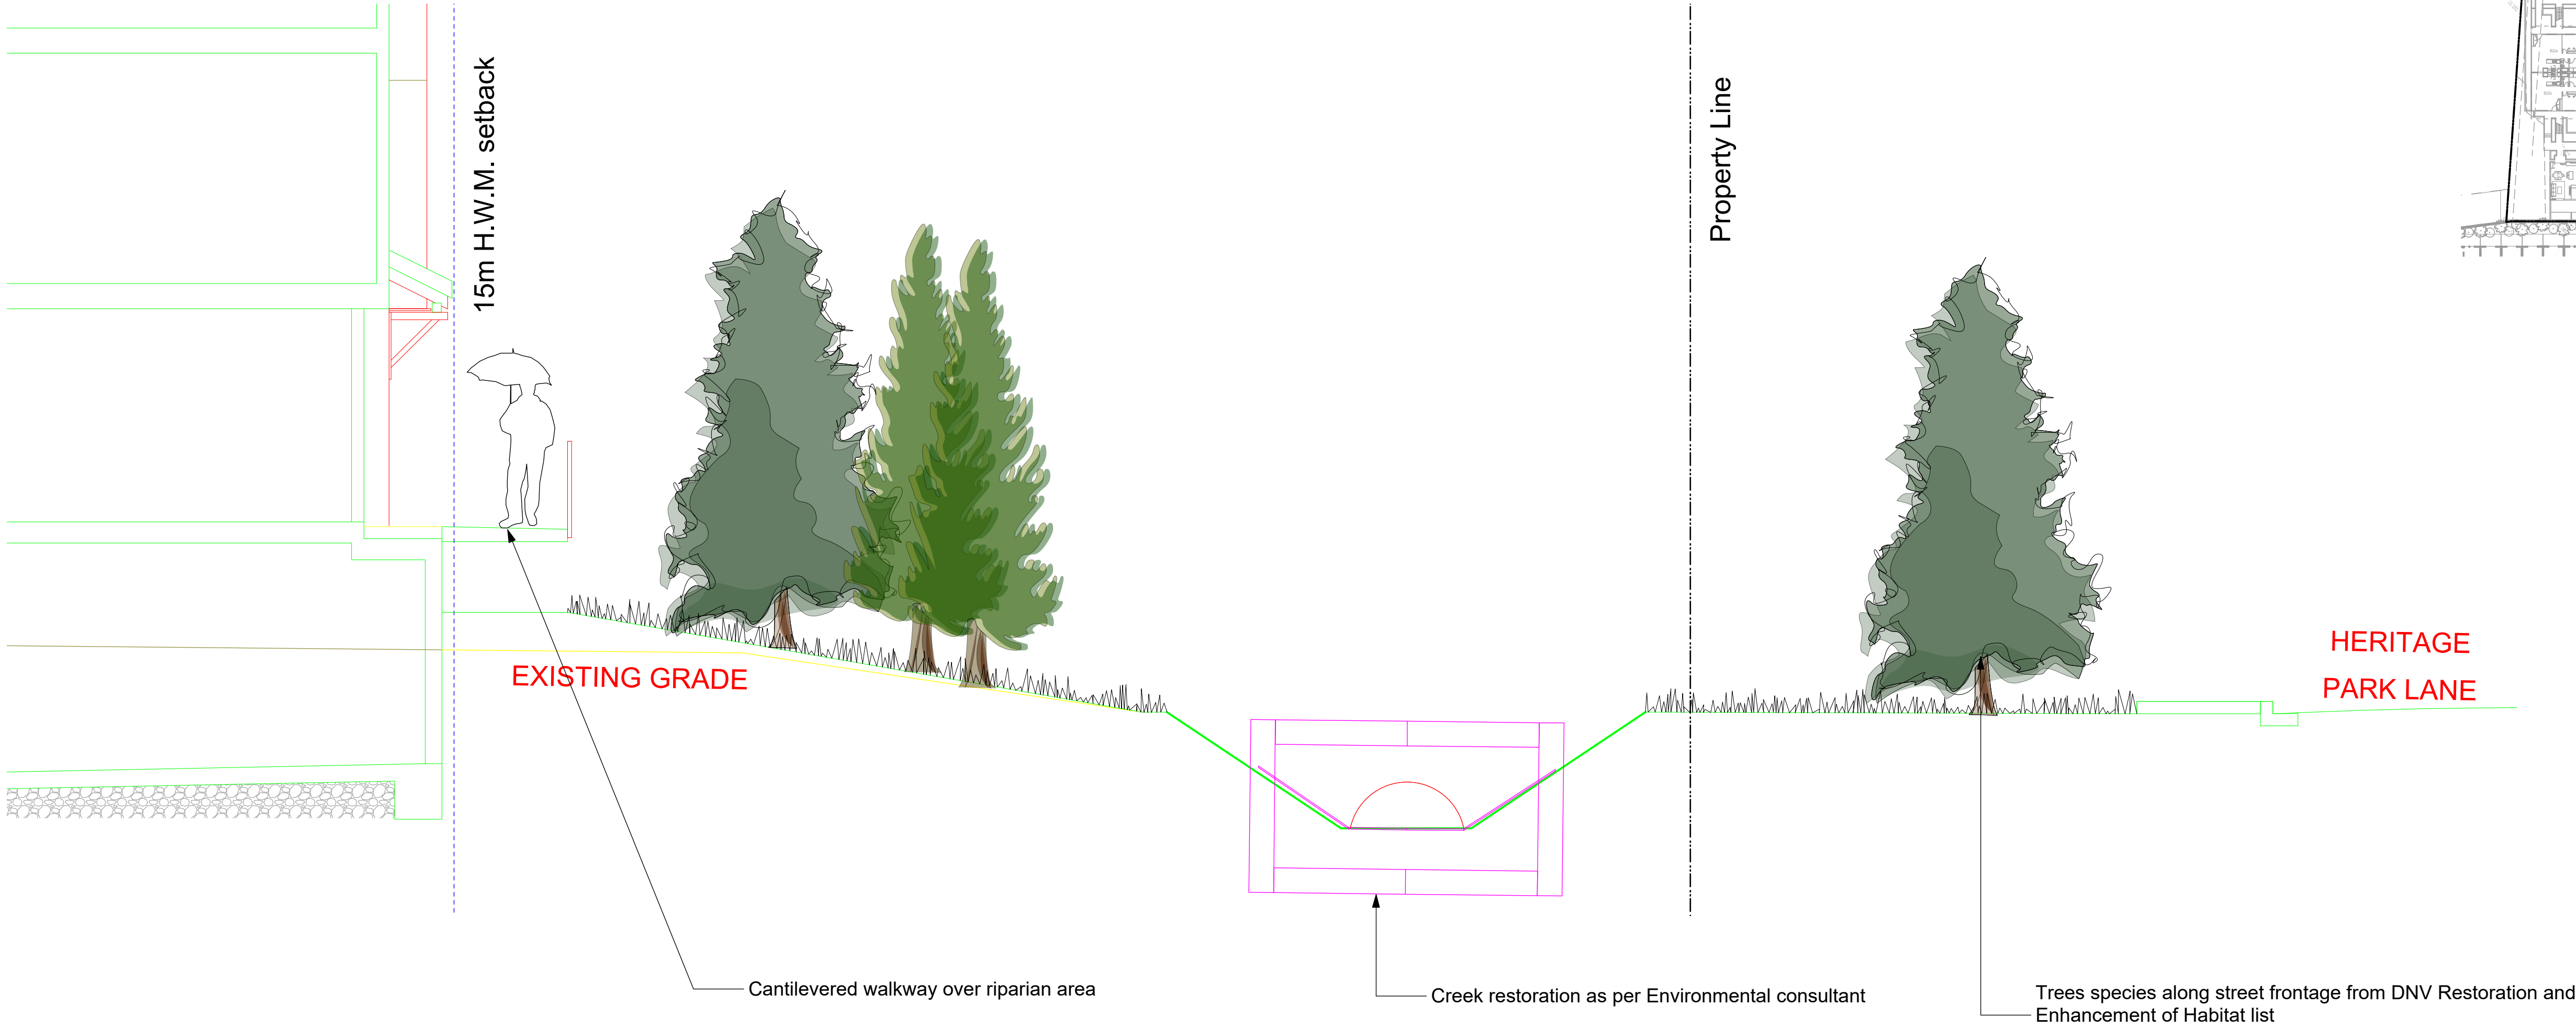 15m H.W.M. setback
Property Line
EXISTING GRADE
HERITAGE
PARK LANE
Cantilevered walkway over riparian area
Creek restoration as per Environmental consultant
Trees species along street frontage from DNV Restoration and
Enhancement of Habitat list